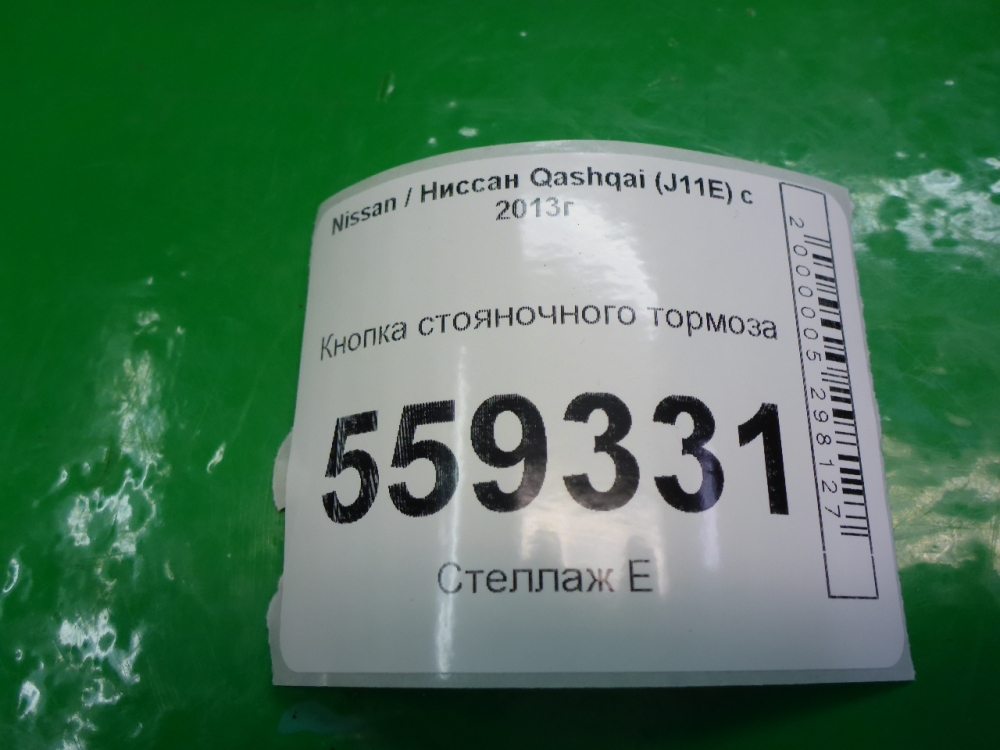 Nissan / Ниссан Qashqai (J11E) с
2013г
Кнопка стояночного тормоза
559331
Стеллаж Е
2000005298127